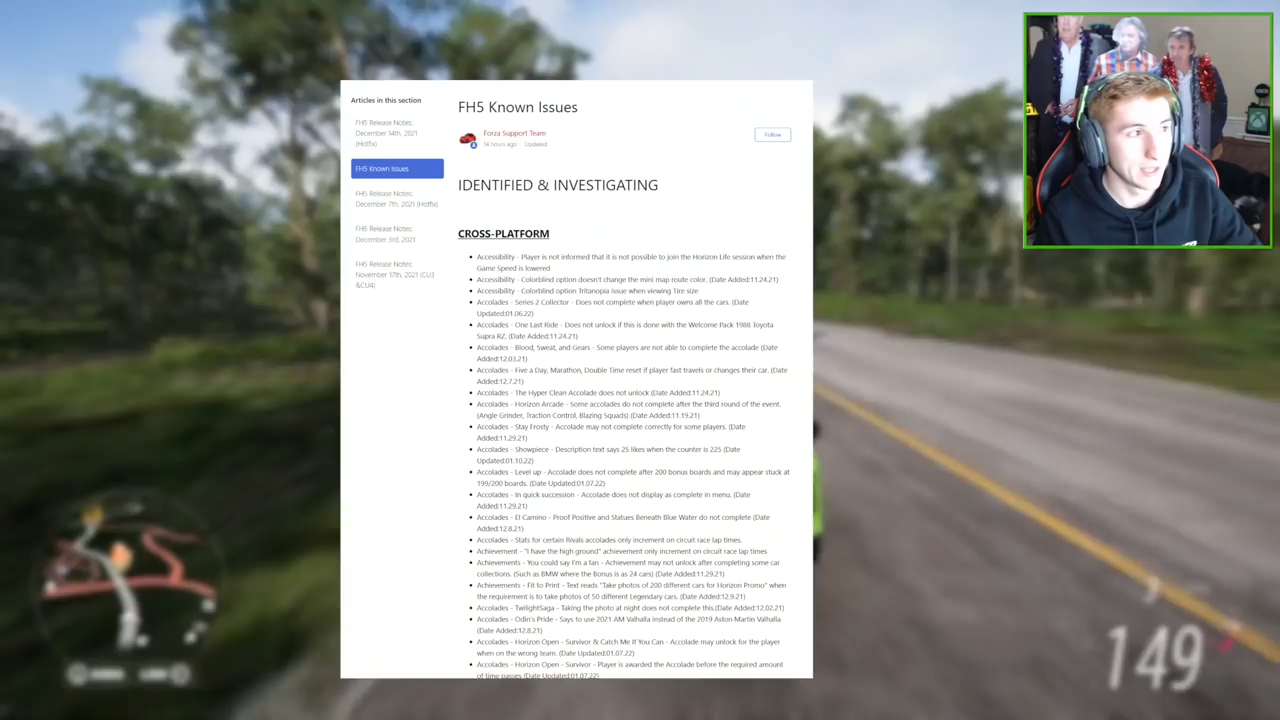 Articles in this section
FH5 Release Notes:
December 14th, 2021
(Hotfix)
FH5 Known Issues
FH5 Release Notes:
December 7th, 2021 (Hotfix)
FH5 Release Notes:
December 3rd, 2021
FH5 Release Notes:
November 17th, 2021 (CU3
&CU4)
FH5 Known Issues
Forza Support Team
14 hours ago · Updated
Follow
IDENTIFIED & INVESTIGATING
CROSS-PLATFORM
• Accessibility - Player is not informed that it is not possible to join the Horizon Life session when the
Game Speed is lowered
• Accessibility - Colorblind option doesn't change the mini map route color. (Date Added:11.24.21)
• Accessibility - Colorblind option Tritanopia issue when viewing Tire size
• Accolades - Series 2 Collector - Does not complete when player owns all the cars. (Date
Updated:01.06.22)
• Accolades - One Last Ride - Does not unlock if this is done with the Welcome Pack 1988 Toyota
Supra RZ. (Date Added:11.24.21)
• Accolades - Blood, Sweat, and Gears - Some players are not able to complete the accolade (Date
Added:12.03.21)
• Accolades - Five a Day, Marathon, Double Time reset if player fast travels or changes their car. (Date
Added:12.7.21)
• Accolades - The Hyper Clean Accolade does not unlock (Date Added:11.24.21)
• Accolades - Horizon Arcade - Some accolades do not complete after the third round of the event.
(Angle Grinder, Traction Control, Blazing Squads) (Date Added:11.19.21)
• Accolades - Stay Frosty - Accolade may not complete correctly for some players. (Date
Added:11.29.21)
• Accolades - Showpiece - Description text says 25 likes when the counter is 225 (Date
Updated:01.10.22)
• Accolades - Level up - Accolade does not complete after 200 bonus boards and may appear stuck at
199/200 boards. (Date Updated:01.07.22)
• Accolades - In quick succession - Accolade does not display as complete in menu. (Date
Added:11.29.21)
• Accolades - El Camino - Proof Positive and Statues Beneath Blue Water do not complete (Date
Added:12.8.21)
• Accolades - Stats for certain Rivals accolades only increment on circuit race lap times.
• Achievement - "I have the high ground" achievement only increment on circuit race lap times
• Achievements - You could say I'm a fan - Achievement may not unlock after completing some car
collections. (Such as BMW where the Bonus is at 24 cars) (Date Added:11.29.21)
• Achievements - Fit to Print - Text reads "Take photos of 200 different cars for Horizon Promo" when
the requirement is to take photos of 50 different Legendary cars. (Date Added:12.9.21)
• Accolades - TwilightSaga - Taking the photo at night does not complete this.(Date Added:12.02.21)
• Accolades - Odin's Pride - Says to use 2021 AM Valhalla instead of the 2019 Aston Martin Valhalla
(Date Added:12.8.21)
• Accolades - Horizon Open - Survivor & Catch Me If You Can - Accolade may unlock for the player
when on the wrong team. (Date Updated:01.07.22)
• Accolades - Horizon Open - Survivor - Player is awarded the Accolade before the required amount
of time passes (Date Updated:01.07.22)
149
XBOX